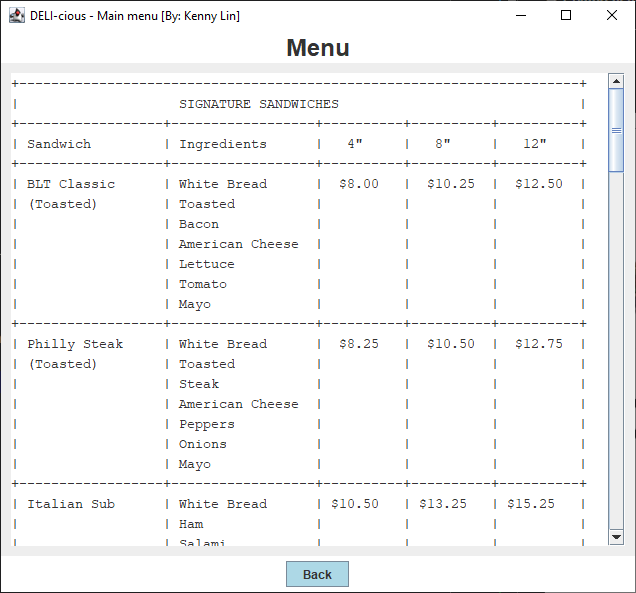 DELI-cious - Main menu [By: Kenny Lin]
Menu
+----------------------------------------------------------------------+
|                    SIGNATURE SANDWICHES                              |
+------------------+------------------+----------+----------+----------+
| Sandwich         | Ingredients      |   4"     |   8"     |   12"    |
+------------------+------------------+----------+----------+----------+
| BLT Classic      | White Bread      |  $8.00   |  $10.25  |  $12.50  |
| (Toasted)        | Toasted          |          |          |          |
|                  | Bacon            |          |          |          |
|                  | American Cheese  |          |          |          |
|                  | Lettuce          |          |          |          |
|                  | Tomato           |          |          |          |
|                  | Mayo             |          |          |          |
+------------------+------------------+----------+----------+----------+
| Philly Steak     | White Bread      |  $8.25   |  $10.50  |  $12.75  |
| (Toasted)        | Toasted          |          |          |          |
|                  | Steak            |          |          |          |
|                  | American Cheese  |          |          |          |
|                  | Peppers          |          |          |          |
|                  | Onions           |          |          |          |
|                  | Mayo             |          |          |          |
+------------------+------------------+----------+----------+----------+
| Italian Sub      | White Bread      | $10.50   | $13.25   | $15.25   |
|                  | Ham              |          |          |          |
|                  | Salami           |          |          |          |
Back